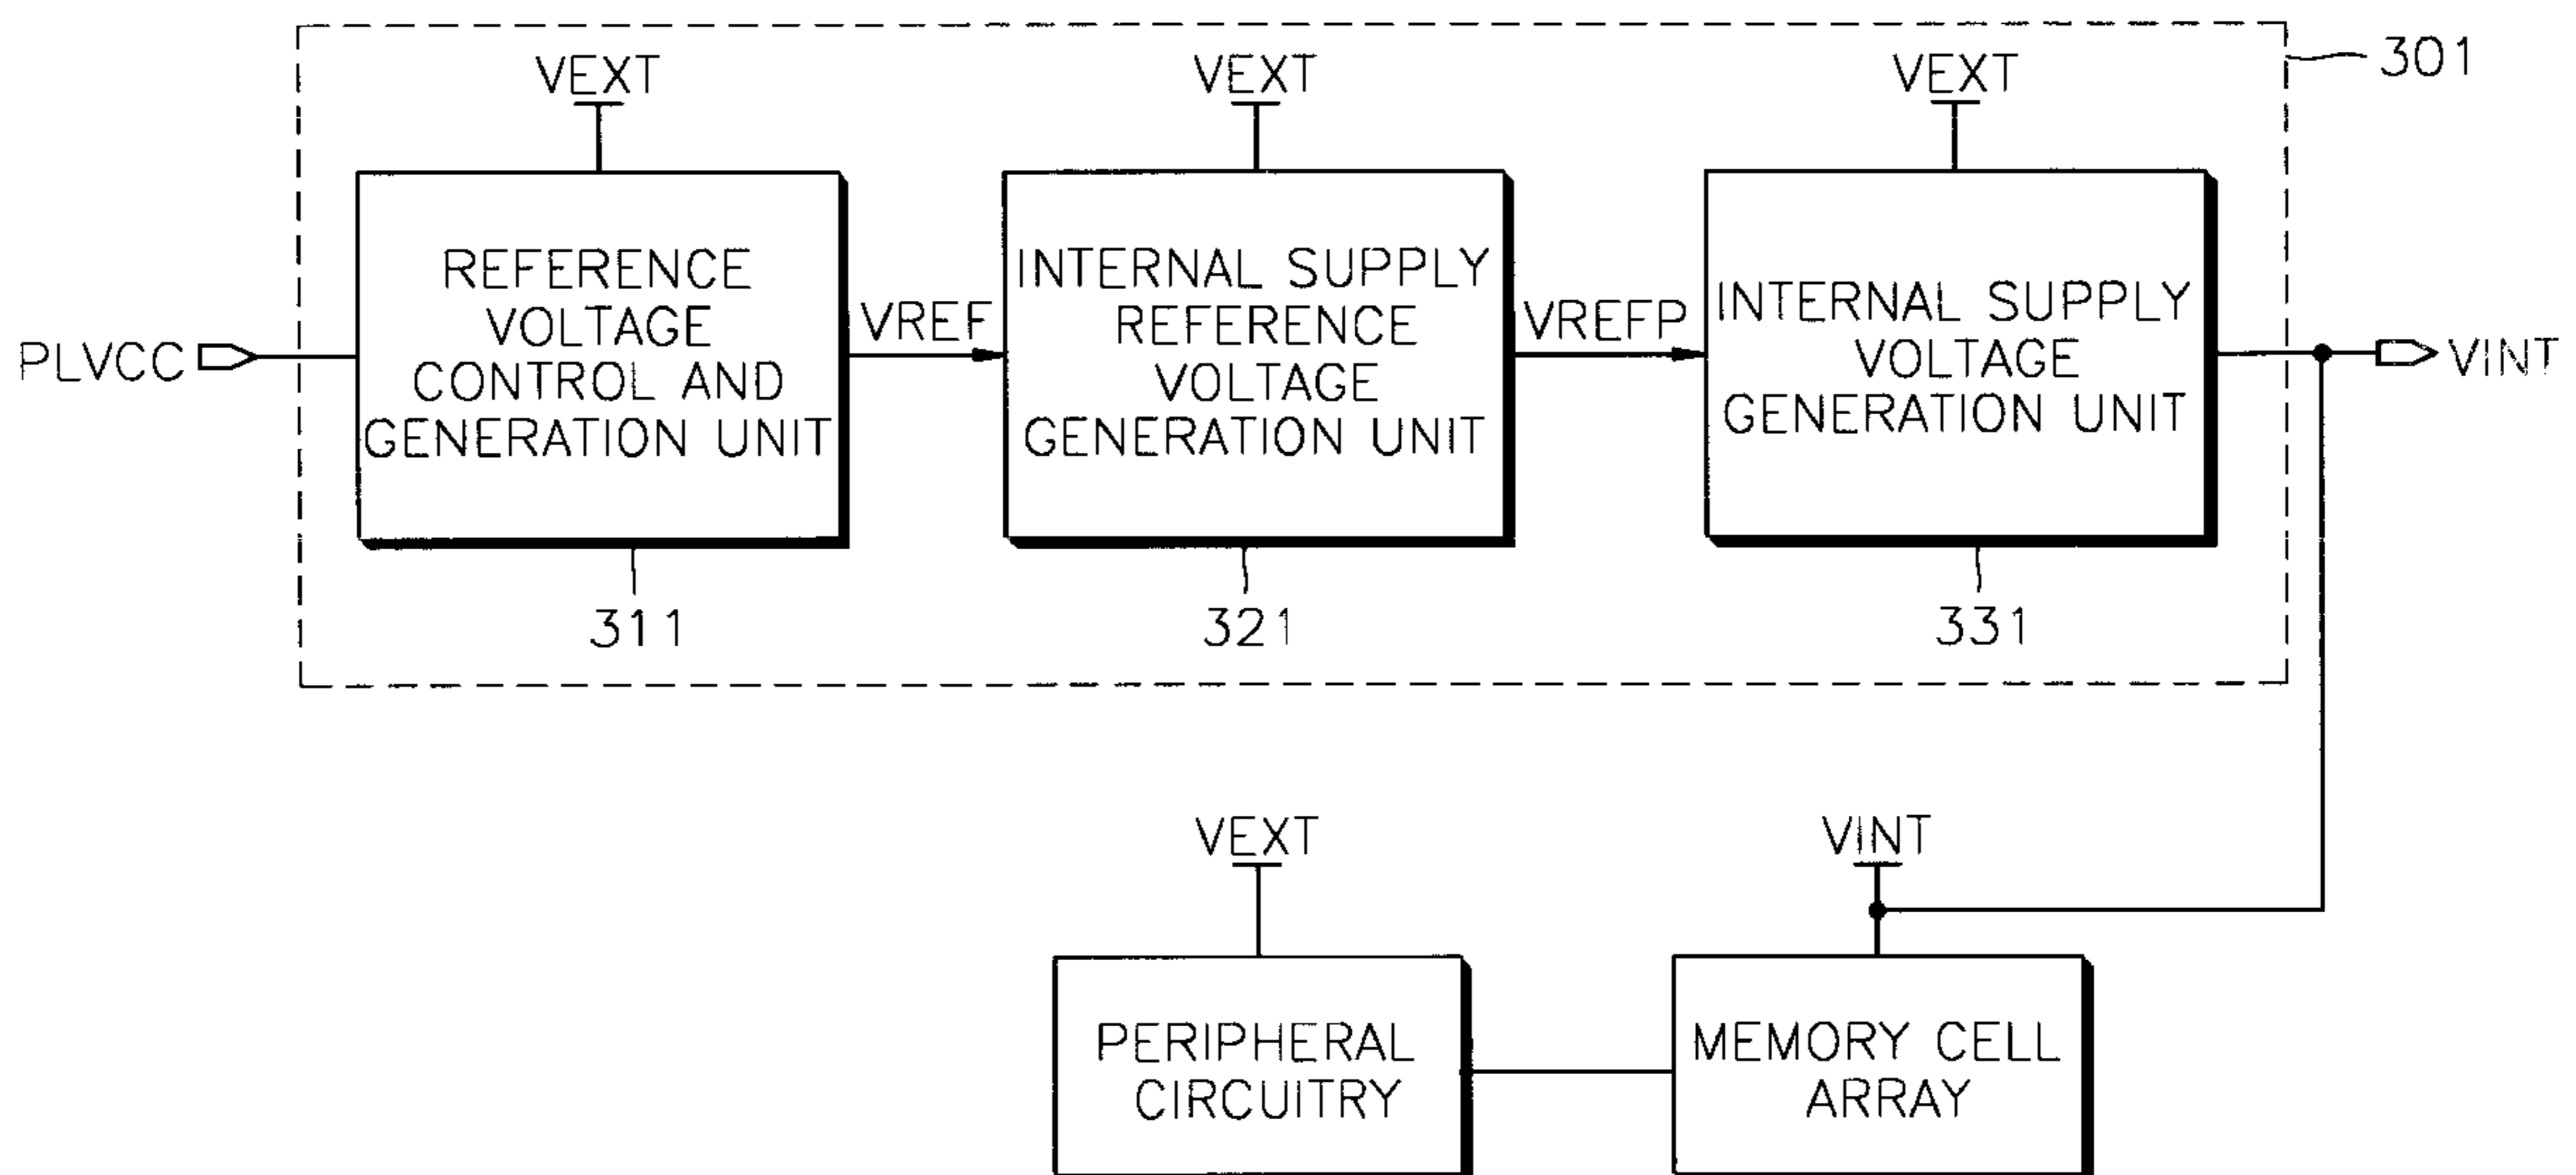 VEXT
VEXT
VEXT
301
REFERENCE
VOLTAGE
CONTROL AND
GENERATION UNIT
INTERNAL SUPPLY
REFERENCE
VOLTAGE
GENERATION UNIT
INTERNAL SUPPLY
VOLTAGE
GENERATION UNIT
PLVCC
VREF
VREFP
VINT
311
321
331
VEXT
VINT
PERIPHERAL
CIRCUITRY
MEMORY CELL
ARRAY